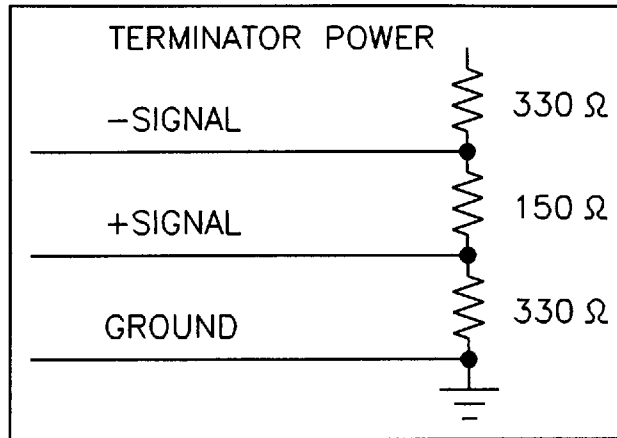 TERMINATOR POWER
330 Ω
−SIGNAL
150 Ω
+SIGNAL
330 Ω
GROUND